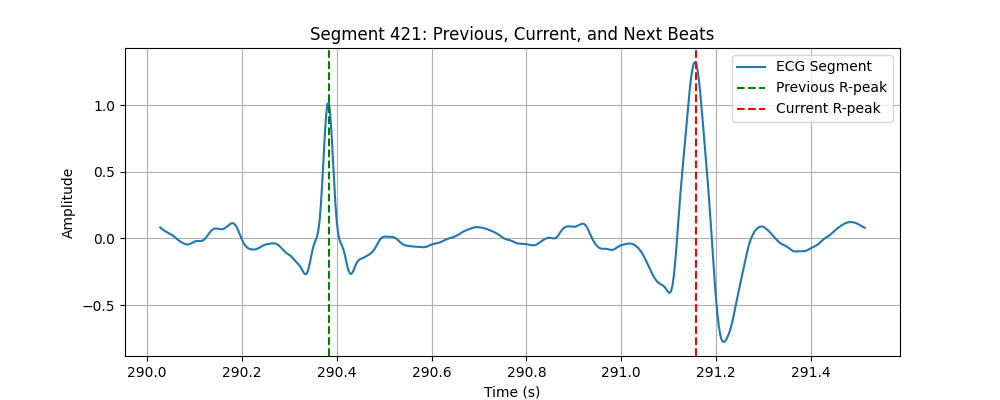 Segment 421: Previous, Current, and Next Beats
ECG Segment
Previous R-peak
Current R-peak
Amplitude
1.0
0.5
0.0
−0.5
290.0 290.2 290.4 290.6 290.8 291.0 291.2 291.4
Time (s)